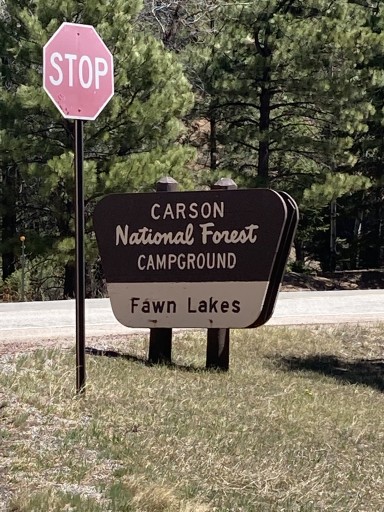 STOP
CARSON
National Forest
CAMPGROUND
Fawn Lakes